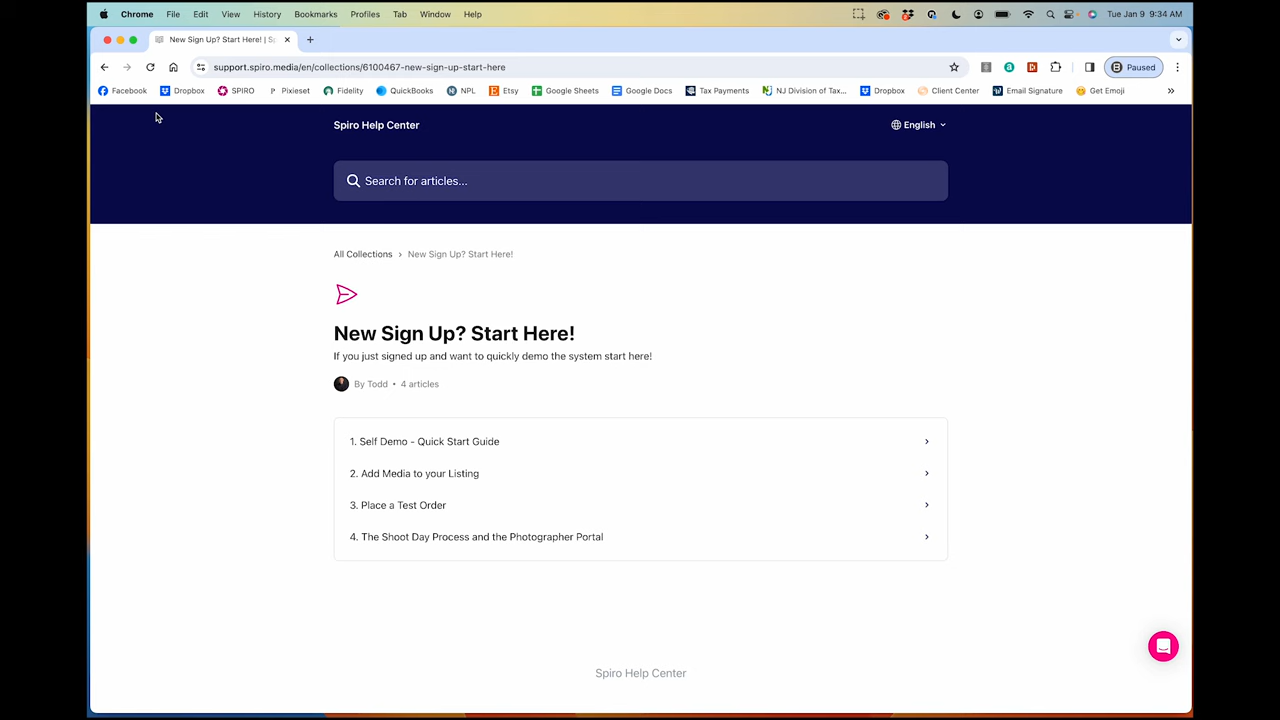 Chrome File Edit View History Bookmarks Profiles Tab Window Help Tue Jan 9 9:34 AM
New Sign Up? Start Here! |
support.spiro.media/en/collections/6100467-new-sign-up-start-here Paused
Facebook Dropbox SPIRO Pixieset Fidelity QuickBooks NPL Etsy Google Sheets Google Docs Tax Payments NJ Division of Tax... Dropbox Client Center Email Signature Get Emoji »
Spiro Help Center English
Search for articles...
All Collections › New Sign Up? Start Here!
New Sign Up? Start Here!
If you just signed up and want to quickly demo the system start here!
By Todd • 4 articles
1. Self Demo - Quick Start Guide
2. Add Media to your Listing
3. Place a Test Order
4. The Shoot Day Process and the Photographer Portal
Spiro Help Center